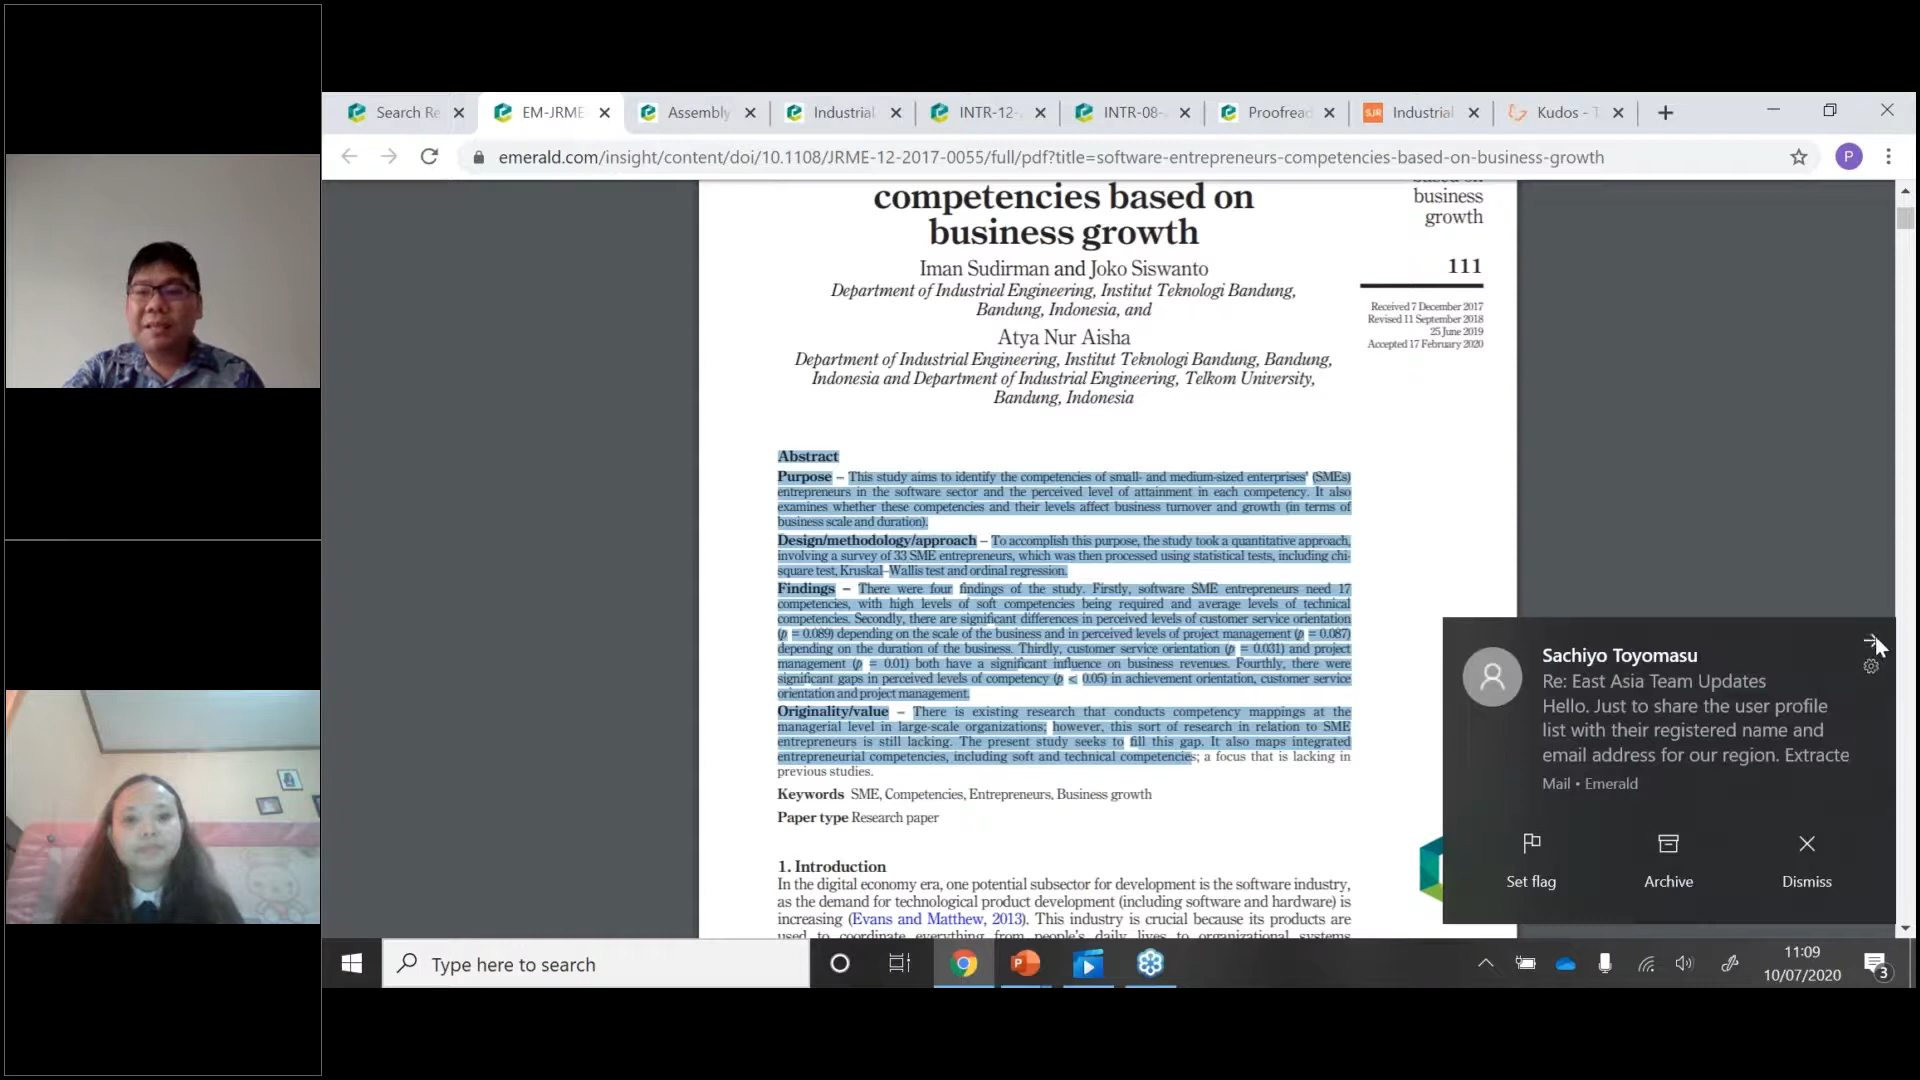 Search Re
EM-JRME-
Assembly
Industrial
INTR-12-
INTR-08-
Proofread
SJR
Industrial
Kudos - T
emerald.com/insight/content/doi/10.1108/JRME-12-2017-0055/full/pdf?title=software-entrepreneurs-competencies-based-on-business-growth
P
competencies based on
business growth
based on
business
growth
111
Iman Sudirman and Joko Siswanto
Department of Industrial Engineering, Institut Teknologi Bandung,
Bandung, Indonesia, and
Atya Nur Aisha
Department of Industrial Engineering, Institut Teknologi Bandung, Bandung,
Indonesia and Department of Industrial Engineering, Telkom University,
Bandung, Indonesia
Received 7 December 2017
Revised 11 September 2018
25 June 2019
Accepted 17 February 2020
Abstract
Purpose – This study aims to identify the competencies of small- and medium-sized enterprises' (SMEs)
entrepreneurs in the software sector and the perceived level of attainment in each competency. It also
examines whether these competencies and their levels affect business turnover and growth (in terms of
business scale and duration).
Design/methodology/approach – To accomplish this purpose, the study took a quantitative approach,
involving a survey of 33 SME entrepreneurs, which was then processed using statistical tests, including chi-
square test, Kruskal–Wallis test and ordinal regression.
Findings – There were four findings of the study. Firstly, software SME entrepreneurs need 17
competencies, with high levels of soft competencies being required and average levels of technical
competencies. Secondly, there are significant differences in perceived levels of customer service orientation
(p = 0.089) depending on the scale of the business and in perceived levels of project management (p = 0.087)
depending on the duration of the business. Thirdly, customer service orientation (p = 0.031) and project
management (p = 0.01) both have a significant influence on business revenues. Fourthly, there were
significant gaps in perceived levels of competency (p ⩽ 0.05) in achievement orientation, customer service
orientation and project management.
Originality/value – There is existing research that conducts competency mappings at the
managerial level in large-scale organizations; however, this sort of research in relation to SME
entrepreneurs is still lacking. The present study seeks to fill this gap. It also maps integrated
entrepreneurial competencies, including soft and technical competencies; a focus that is lacking in
previous studies.
Keywords SME, Competencies, Entrepreneurs, Business growth
Paper type Research paper
1. Introduction
In the digital economy era, one potential subsector for development is the software industry,
as the demand for technological product development (including software and hardware) is
increasing (Evans and Matthew, 2013). This industry is crucial because its products are
used to coordinate everything from people's daily lives to organizational systems
Sachiyo Toyomasu
Re: East Asia Team Updates
Hello. Just to share the user profile
list with their registered name and
email address for our region. Extracte
Mail • Emerald
Set flag
Archive
Dismiss
Type here to search
11:09
10/07/2020
3